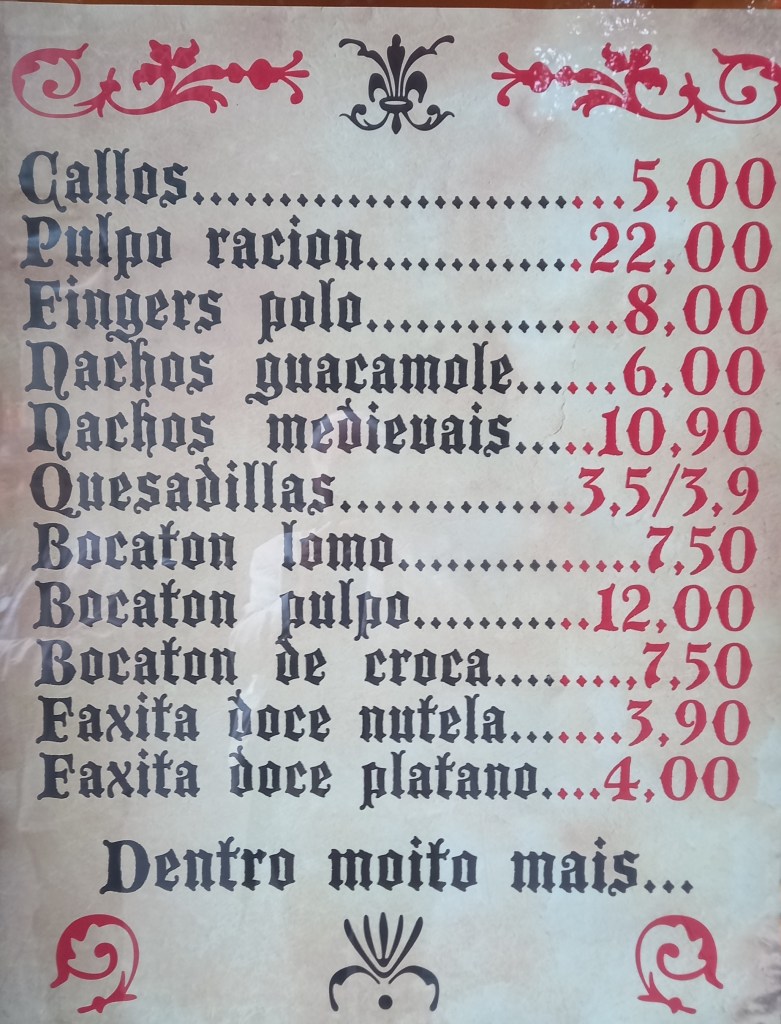 Callos..........................5,00
Pulpo racion.............22,00
Fingers polo...............8,00
Nachos guacamole......6,00
Nachos medievais.....10,90
Quesadillas..............3,5/3,9
Bocaton lomo...............7,50
Bocaton pulpo...........12,00
Bocaton de croca.........7,50
Faxita doce nutela.......3,90
Faxita doce platano....4,00
Dentro moito mais...